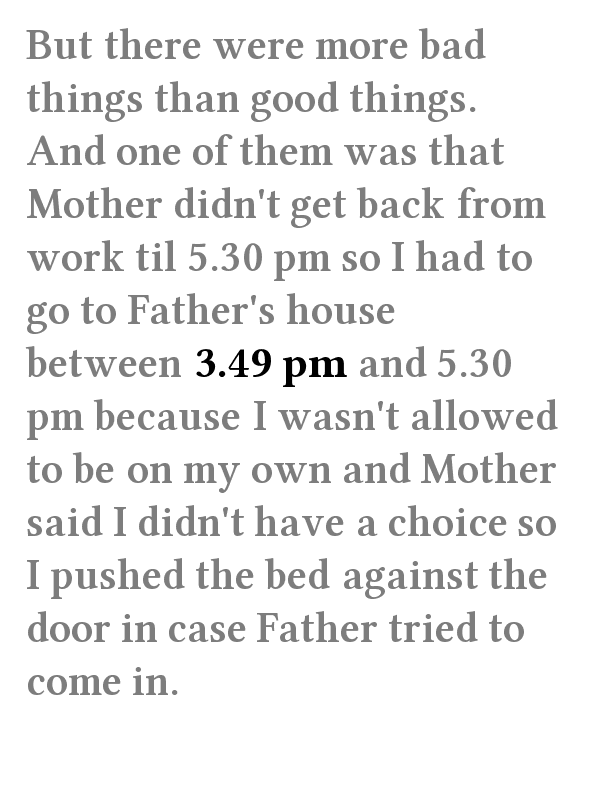 But there were more bad
things than good things.
And one of them was that
Mother didn't get back from
work til 5.30 pm so I had to
go to Father's house
between 3.49 pm and 5.30
pm because I wasn't allowed
to be on my own and Mother
said I didn't have a choice so
I pushed the bed against the
door in case Father tried to
come in.